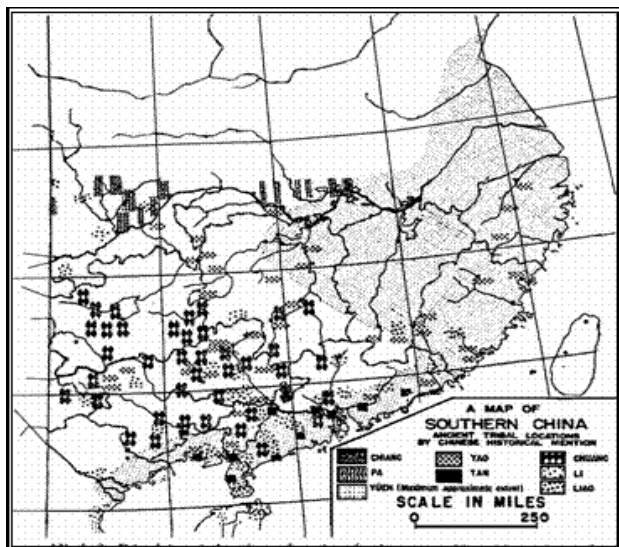 A MAP OF
SOUTHERN CHINA
ANCIENT TRIBAL LOCATIONS
BY CHINESE HISTORICAL MENTION
CHIANG YAO CHUANG
PA TAN LI
YÜEH (Maximum approximate extent) LIAO
SCALE IN MILES
0 250